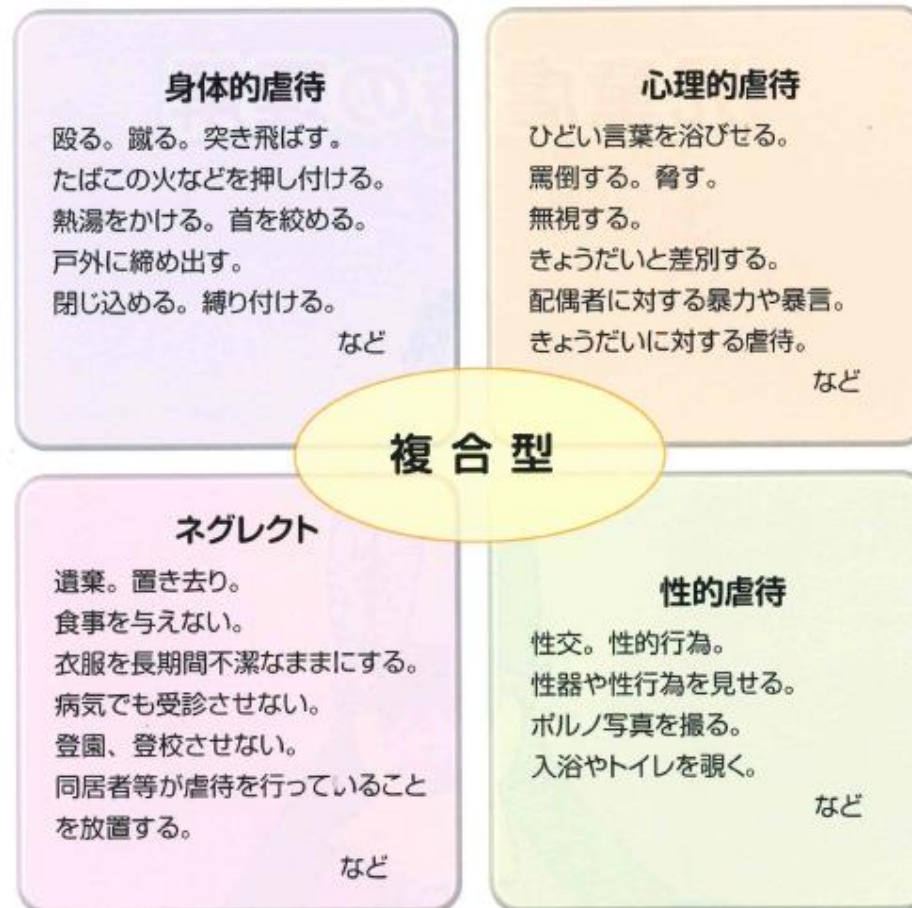 身体的虐待
殴る。蹴る。突き飛ばす。
たばこの火などを押し付ける。
熱湯をかける。首を絞める。
戸外に締め出す。
閉じ込める。縛り付ける。
など
心理的虐待
ひどい言葉を浴びせる。
罵倒する。脅す。
無視する。
きょうだいと差別する。
配偶者に対する暴力や暴言。
きょうだいに対する虐待。
など
複合型
ネグレクト
遺棄。置き去り。
食事を与えない。
衣服を長期間不潔なままにする。
病気でも受診させない。
登園、登校させない。
同居者等が虐待を行っていること
を放置する。
など
性的虐待
性交。性的行為。
性器や性行為を見せる。
ポルノ写真を撮る。
入浴やトイレを覗く。
など